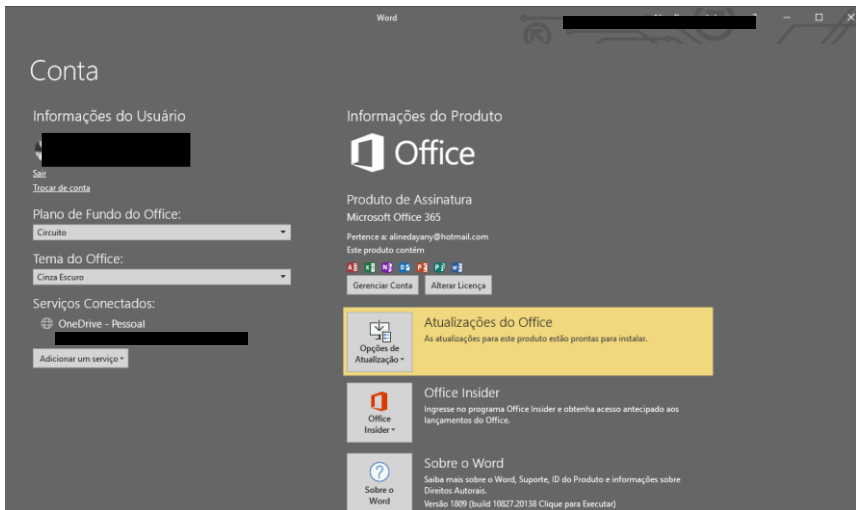 Word
Conta
Informações do Usuário
Sair
Trocar de conta
Plano de Fundo do Office:
Circuito
Tema do Office:
Cinza Escuro
Serviços Conectados:
OneDrive - Pessoal
Adicionar um serviço
Informações do Produto
Office
Produto de Assinatura
Microsoft Office 365
Pertence a: alinedayany@hotmail.com
Este produto contém
Gerenciar Conta
Alterar Licença
Opções de
Atualização
Atualizações do Office
As atualizações para este produto estão prontas para instalar.
Office
Insider
Office Insider
Ingresse no programa Office Insider e obtenha acesso antecipado aos
lançamentos do Office.
Sobre o
Word
Sobre o Word
Saiba mais sobre o Word, Suporte, ID do Produto e informações sobre
Direitos Autorais.
Versão 1809 (build 10827.20138 Clique para Executar)